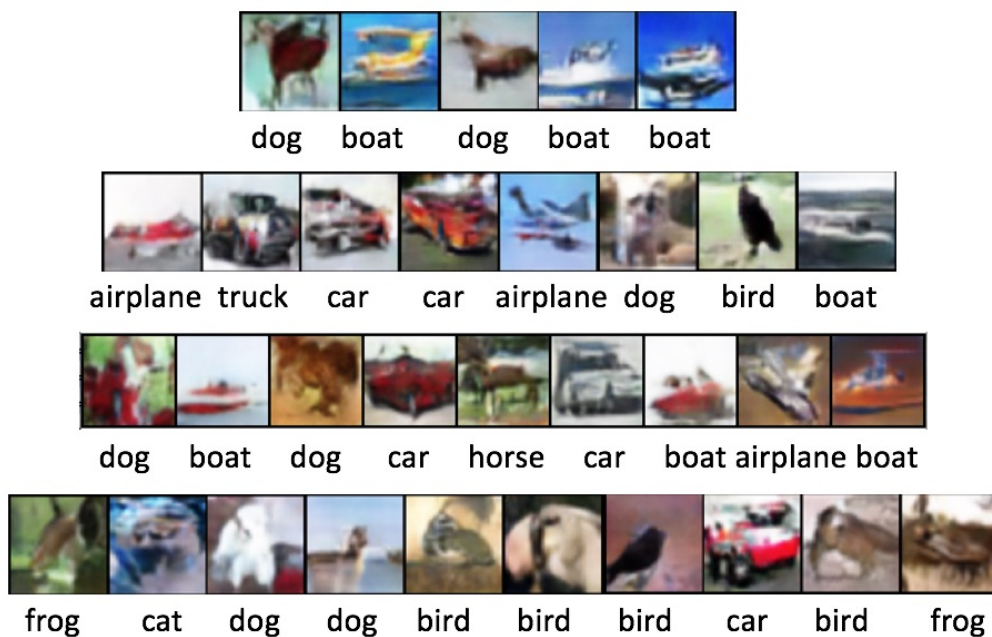 dog boat dog boat boat
airplane truck car car airplane dog bird boat
dog boat dog car horse car boat airplane boat
frog cat dog dog bird bird bird car bird frog